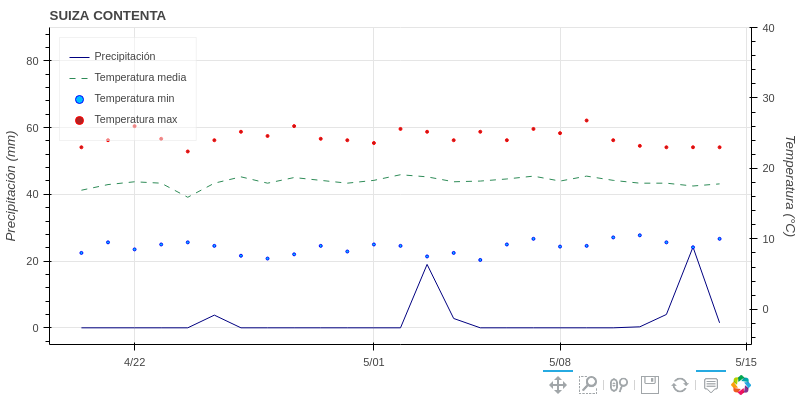 SUIZA CONTENTA
Precipitación
Temperatura media
Temperatura min
Temperatura max
Precipitación (mm)
80
60
40
20
0
Temperatura (°C)
40
30
20
10
0
4/22
5/01
5/08
5/15